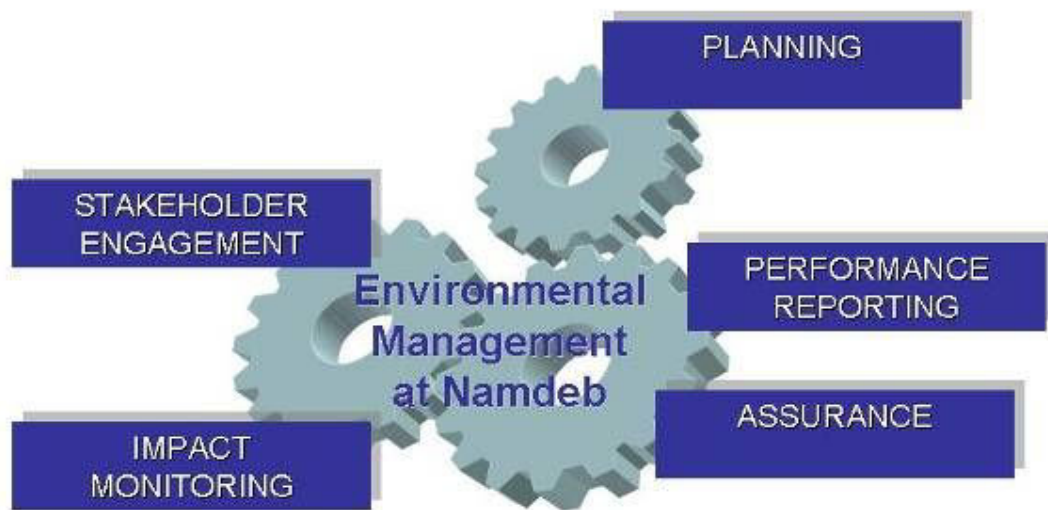 PLANNING
STAKEHOLDER
ENGAGEMENT
Environmental
Management
at Namdeb
PERFORMANCE
REPORTING
ASSURANCE
IMPACT
MONITORING